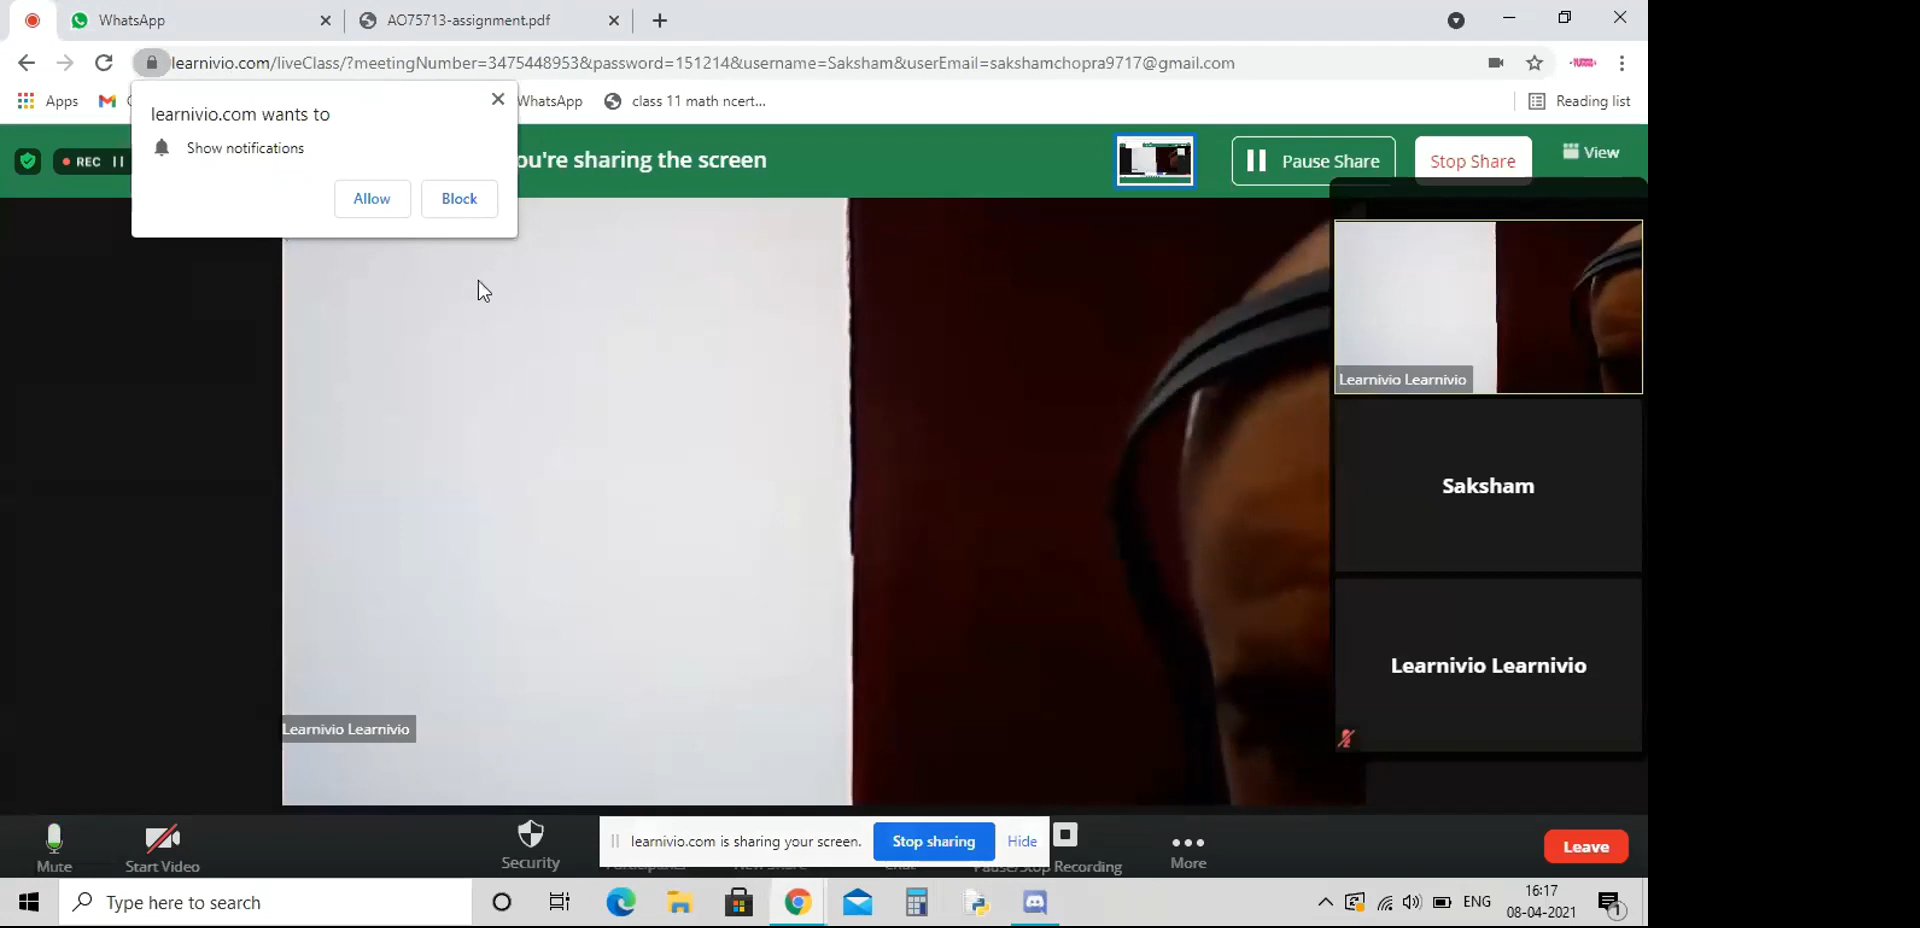 WhatsApp
AO75713-assignment.pdf
learnivio.com/liveClass/?meetingNumber=3475448953&password=151214&username=Saksham&userEmail=sakshamchopra9717@gmail.com
Apps
WhatsApp
class 11 math ncert...
Reading list
learnivio.com wants to
Show notifications
Allow
Block
REC
ou're sharing the screen
Pause Share
Stop Share
View
Learnivio Learnivio
Saksham
Learnivio Learnivio
Learnivio Learnivio
Mute
Start Video
Security
learnivio.com is sharing your screen.
Stop sharing
Hide
Pause/Stop Recording
More
Leave
Type here to search
ENG
16:17
08-04-2021
1